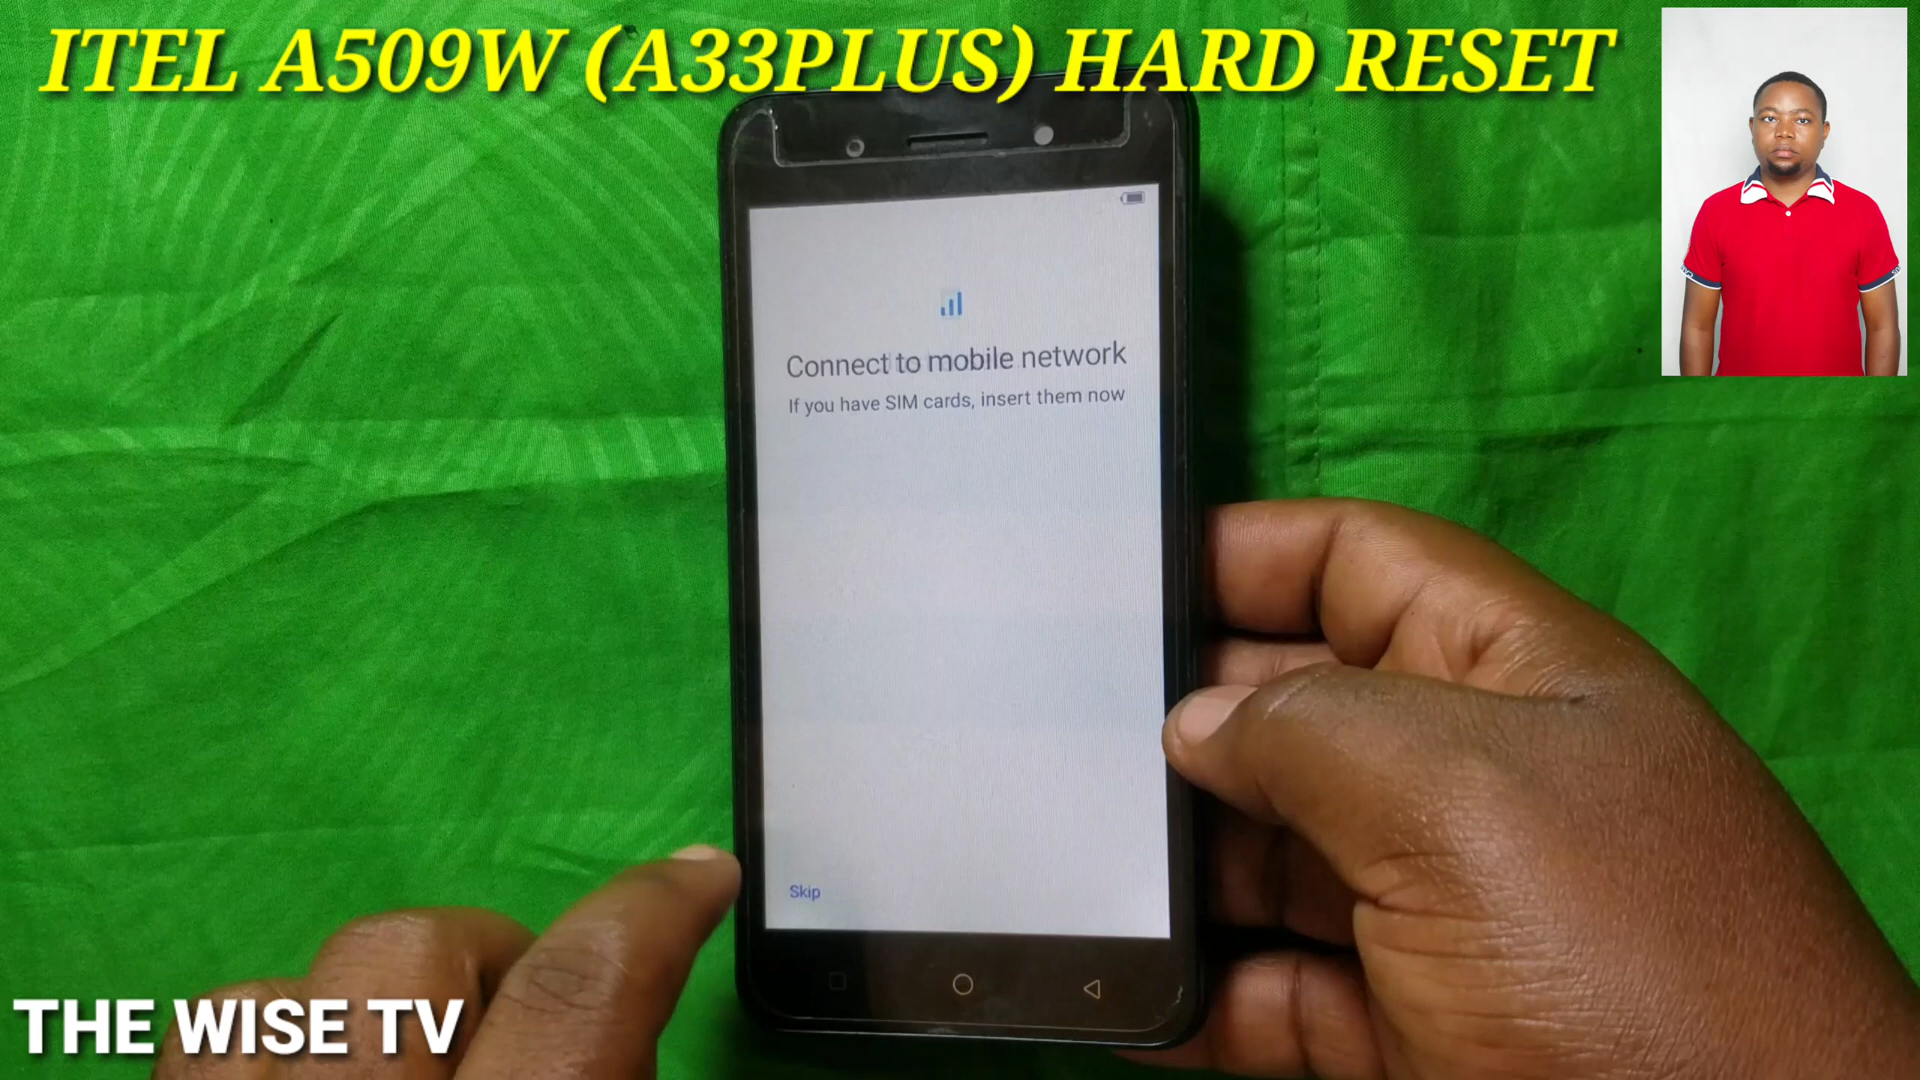 ITEL A509W (A33PLUS) HARD RESET
Connect to mobile network
If you have SIM cards, insert them now
Skip
THE WISE TV